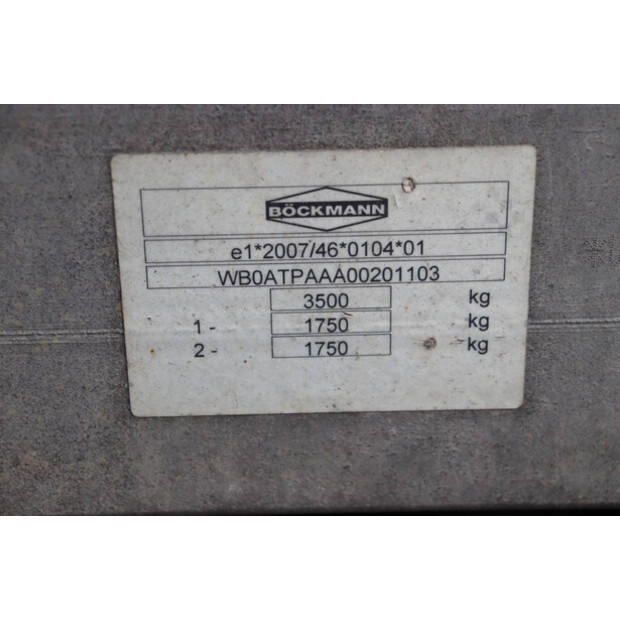 BÖCKMANN
e1*2007/46*0104*01
WB0ATPAAA00201103
3500 kg
1- 1750 kg
2- 1750 kg